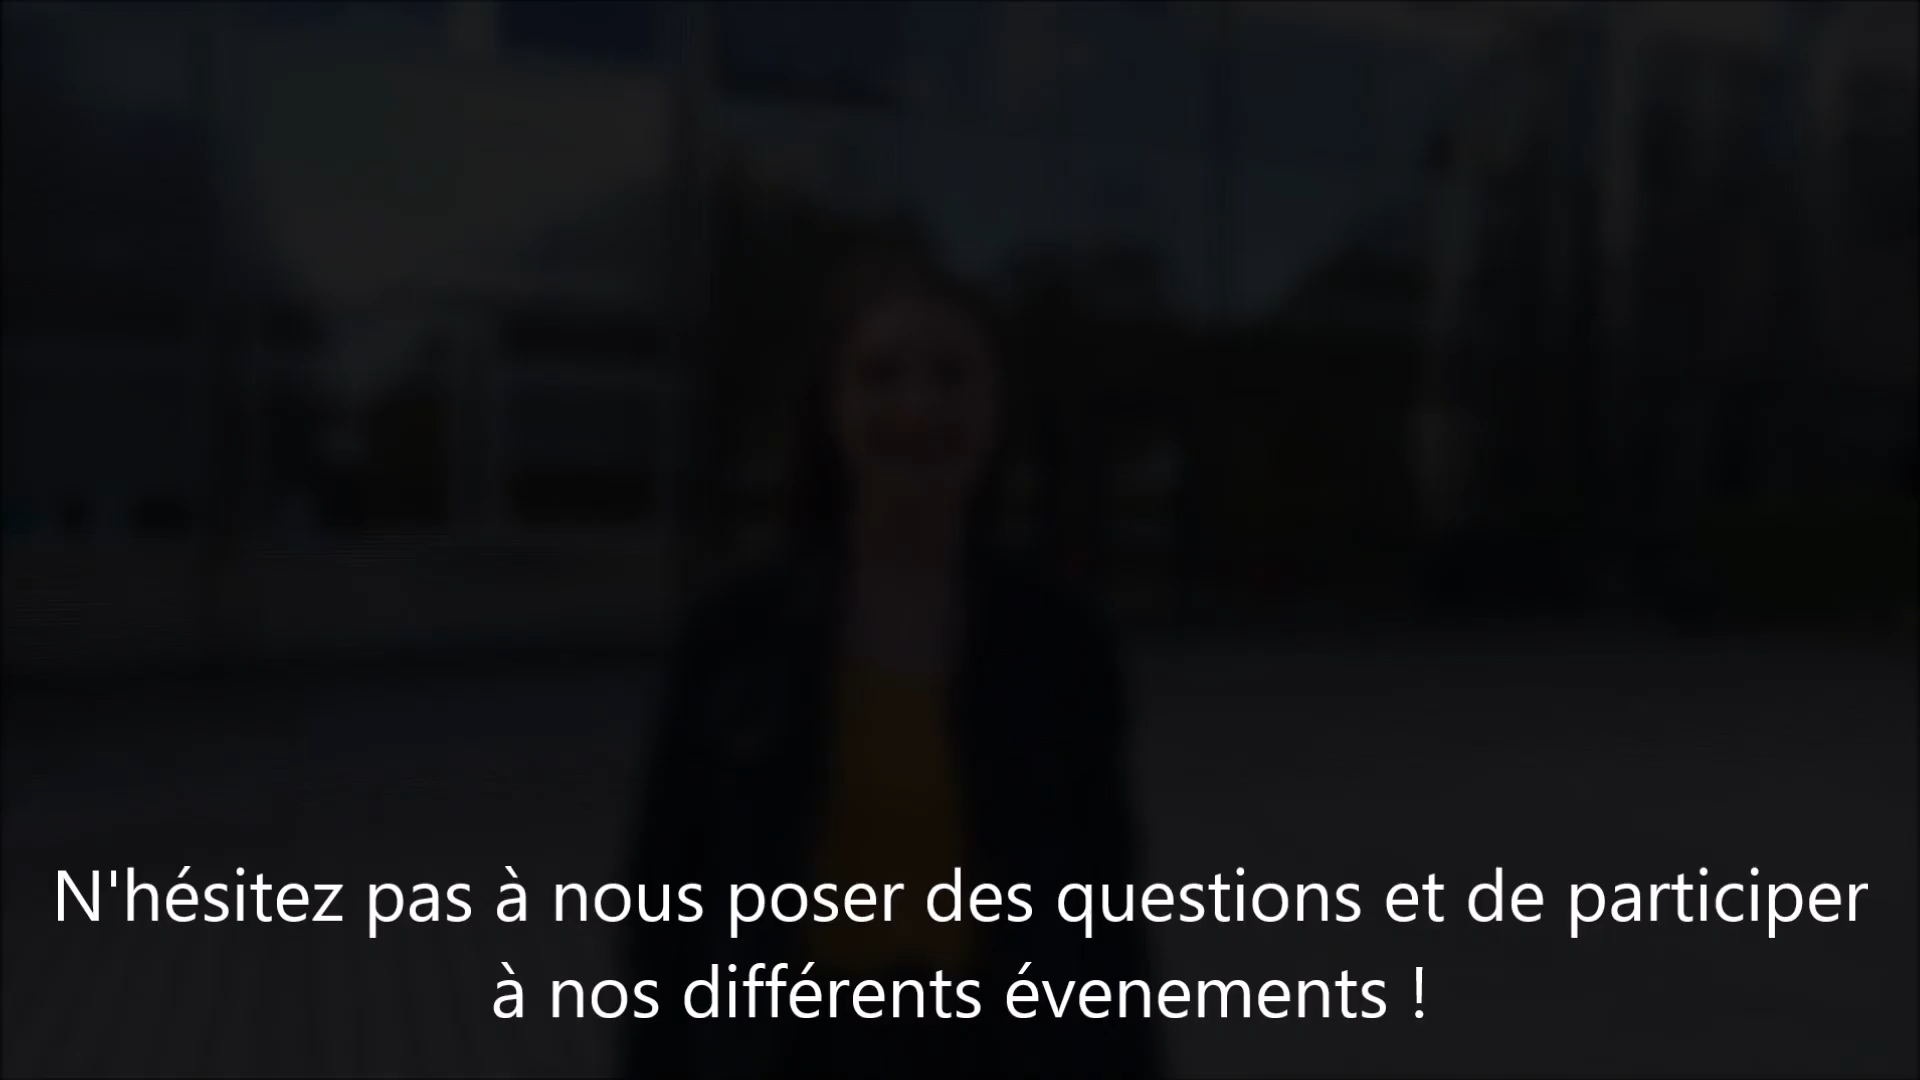 N'hésitez pas à nous poser des questions et de participer
à nos différents évenements !